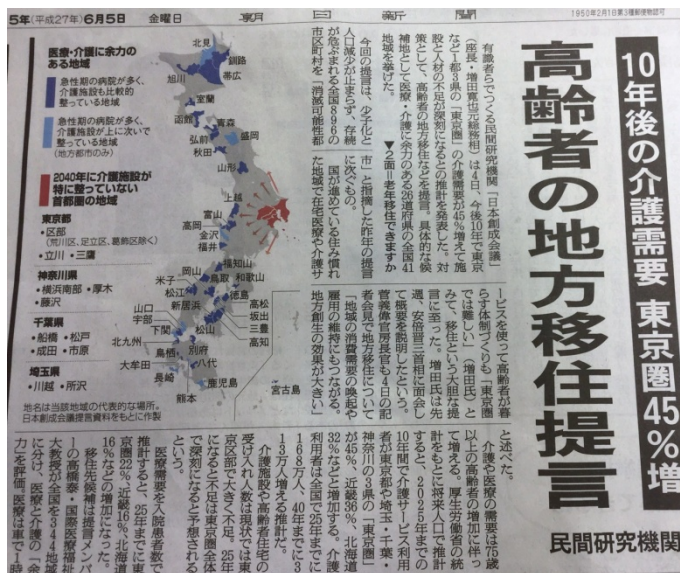 5年(平成27年)6月5日 金曜日 朝日新聞
1950年2月1日第3種郵便物認可
10年後の介護需要 東京圏45%増
高齢者の地方移住提言
民間研究機関
有識者らでつくる民間研究機関「日本創成会議」
(座長・増田寛也元総務相)は4日、今後10年で東京
など1都3県の「東京圏」の介護需要が45%増えて施
設と人材の不足が深刻になるとの推計を発表した。対
策として、高齢者の地方移住などを提言。具体的な候
補地として医療・介護に余力のある26道府県の全国41
地域を挙げた。 ▼2面=老年移住できますか
今回の提言は、少子化と
人口減少が止まらず、存続
が危ぶまれる全国896の
市区町村を「消滅可能性都
市」と指摘した昨年の提言
に次ぐもの。
国が進めている住み慣れ
た地域で在宅医療や介護サ
ービスを使って高齢者が暮
らす体制づくりも「東京圏
では難しい」(増田氏)と
みて、移住という大胆な提
言に至った。増田氏は先
週、安倍晋三首相に面会し
て概要を説明したという。
菅義偉官房長官も4日の記
者会見で地方移住について
「地域の消費需要の喚起や
雇用の維持にもつながる。
地方創生の効果が大きい」
と述べた。
介護や医療の需要は75歳
以上の高齢者の増加に伴っ
て増える。厚生労働省の統
計をもとに将来人口で推計
すると、2025年までの
10年間で介護サービス利用
者が東京都や埼玉・千葉・
神奈川の3県の「東京圏」
が45%、近畿36%、北海道
32%などと増加する。介護
利用者は全国で25年までに
168万人、40年までに3
13万人増える推計だ。
介護施設や高齢者住宅の
受け入れ人数は現状では東
京区部で大きく不足。25年
になると不足は東京圏全体
で深刻になると予想される
という。
医療需要を入院患者数で
推計すると、25年までに東
京圏22%、近畿16%、北海道
16%などの増加になった。
移住先候補は提言メンバ
ーの高橋泰・国際医療福祉
大教授が全国を344地域
に分け、医療と介護の「余
力」を評価。医療は車で1時
医療・介護に余力の
ある地域
急性期の病院が多く、
介護施設も比較的
整っている地域
急性期の病院が多く、
介護施設が上に次いで
整っている地域
(地方都市のみ)
2040年に介護施設が
特に整っていない
首都圏の地域
東京都
・区部
(荒川区、足立区、葛飾区除く)
・立川 ・三鷹
神奈川県
・横浜南部 ・厚木
・藤沢
千葉県
・船橋 ・松戸
・成田 ・市原
埼玉県
・川越 ・所沢
北見
釧路
旭川
帯広
室蘭
函館
青森
弘前
盛岡
秋田
山形
上越
富山
高岡
金沢
福井
福知山
岡山
鳥取
和歌山
米子
松江
徳島
新居浜
高松
坂出
三豊
高知
山口
宇部
下関
松山
北九州
別府
鳥栖
八代
大牟田
長崎
熊本
鹿児島
宮古島
地名は当該地域の代表的な場所。
日本創成会議提言資料をもとに作製